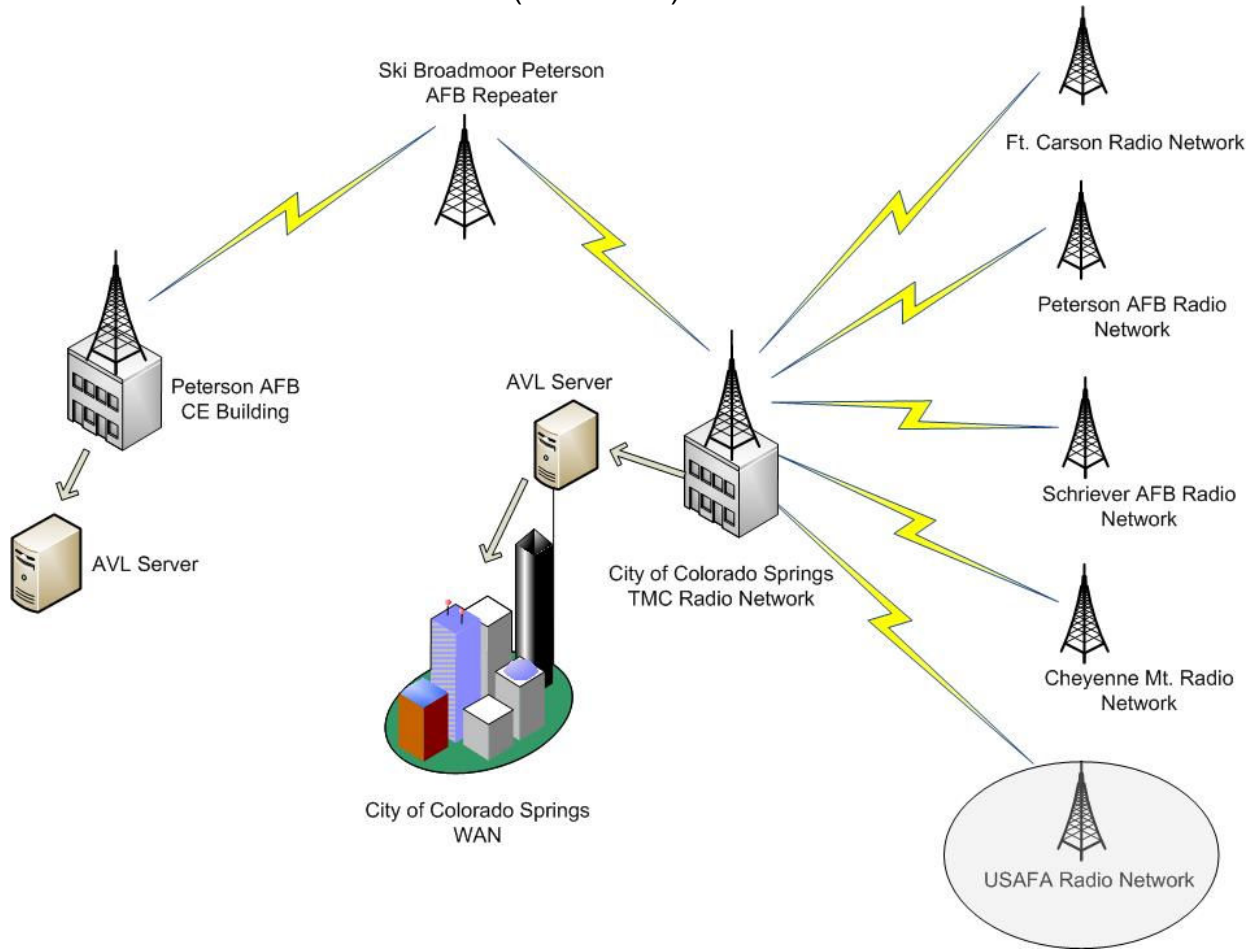 Ski Broadmoor Peterson
AFB Repeater
Ft. Carson Radio Network
Peterson AFB Radio
Network
Peterson AFB
CE Building
AVL Server
AVL Server
Schriever AFB Radio
Network
City of Colorado Springs
TMC Radio Network
Cheyenne Mt. Radio
Network
City of Colorado Springs
WAN
USAFA Radio Network